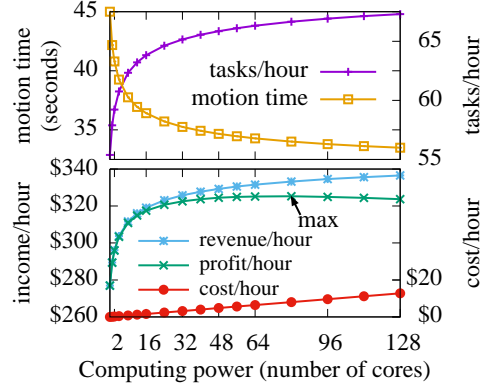 motion time
(seconds)
45
40
35
tasks/hour
motion time
65
60
55
tasks/hour
income/hour
$340
$320
$300
$280
$260
max
revenue/hour
profit/hour
cost/hour
$20
$0
cost/hour
2 16 32 48 64 96 128
Computing power (number of cores)